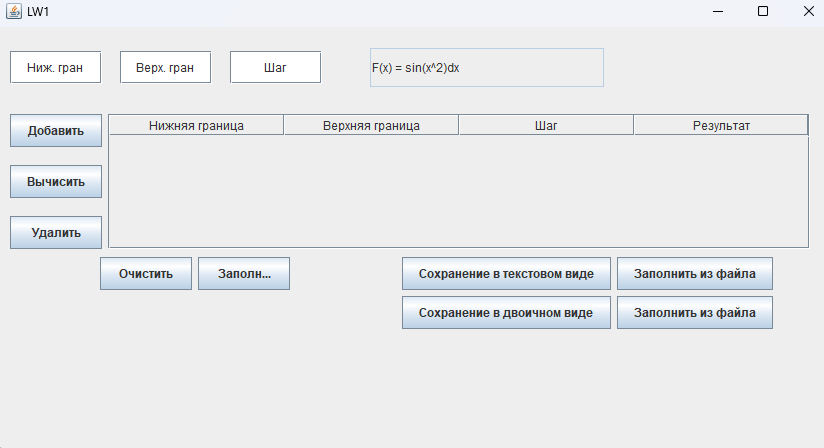 LW1
Ниж. гран Верх. гран Шаг F(x) = sin(x^2)dx
Добавить
Нижняя граница Верхняя граница Шаг Результат
Вычисить
Удалить
Очистить Заполн... Сохранение в текстовом виде Заполнить из файла
Сохранение в двоичном виде Заполнить из файла